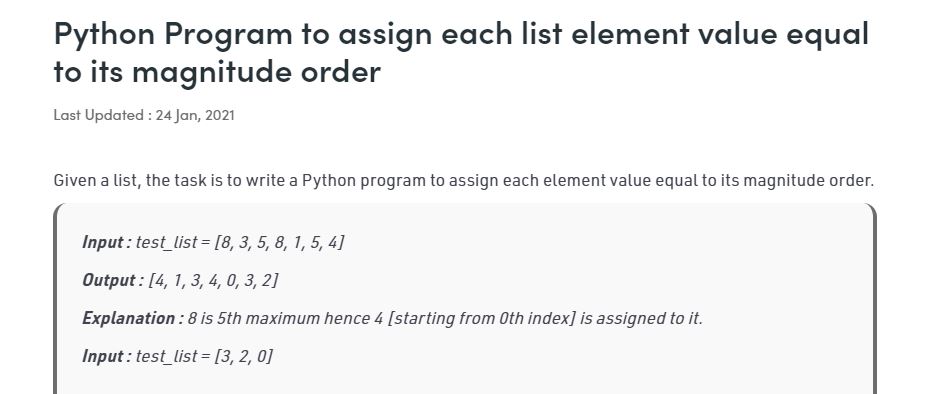 Python Program to assign each list element value equal
to its magnitude order
Last Updated : 24 Jan, 2021
Given a list, the task is to write a Python program to assign each element value equal to its magnitude order.
Input : test_list = [8, 3, 5, 8, 1, 5, 4]
Output : [4, 1, 3, 4, 0, 3, 2]
Explanation : 8 is 5th maximum hence 4 [starting from 0th index] is assigned to it.
Input : test_list = [3, 2, 0]